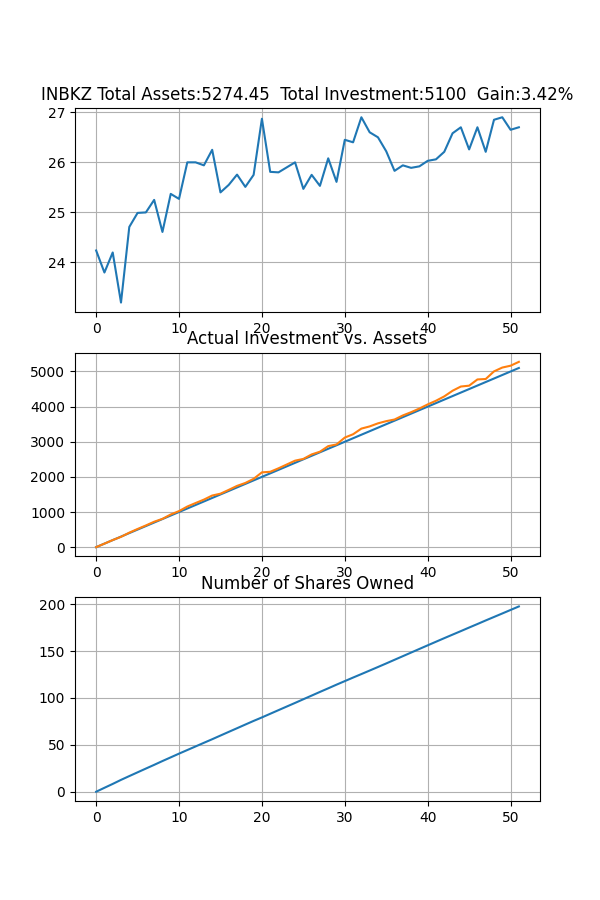 INBKZ Total Assets:5274.45  Total Investment:5100  Gain:3.42%
27
26
25
24
0 10 20 30 40 50
Actual Investment vs. Assets
5000
4000
3000
2000
1000
0
0 10 20 30 40 50
Number of Shares Owned
200
150
100
50
0
0 10 20 30 40 50